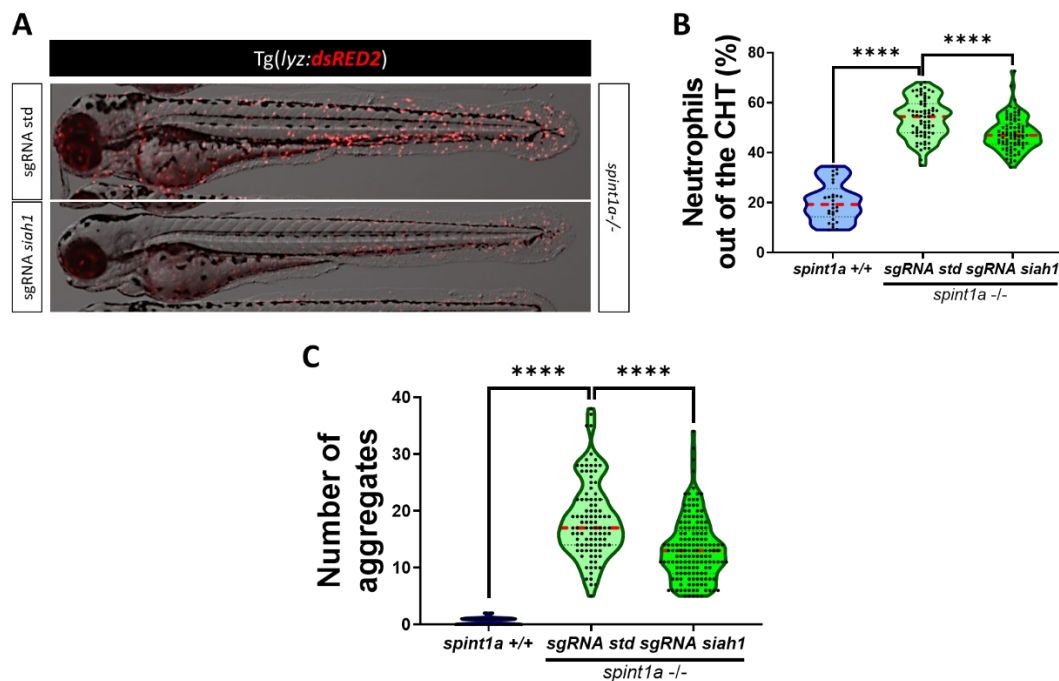 A
Tg(lyz:dsRED2)
sgRNA std
sgRNA siah1
spint1a-/-
B
Neutrophils
out of the CHT (%)
80
60
40
20
0
****
****
spint1a +/+
sgRNA std sgRNA siah1
spint1a -/-
C
Number of
aggregates
40
30
20
10
0
****
****
spint1a +/+
sgRNA std sgRNA siah1
spint1a -/-